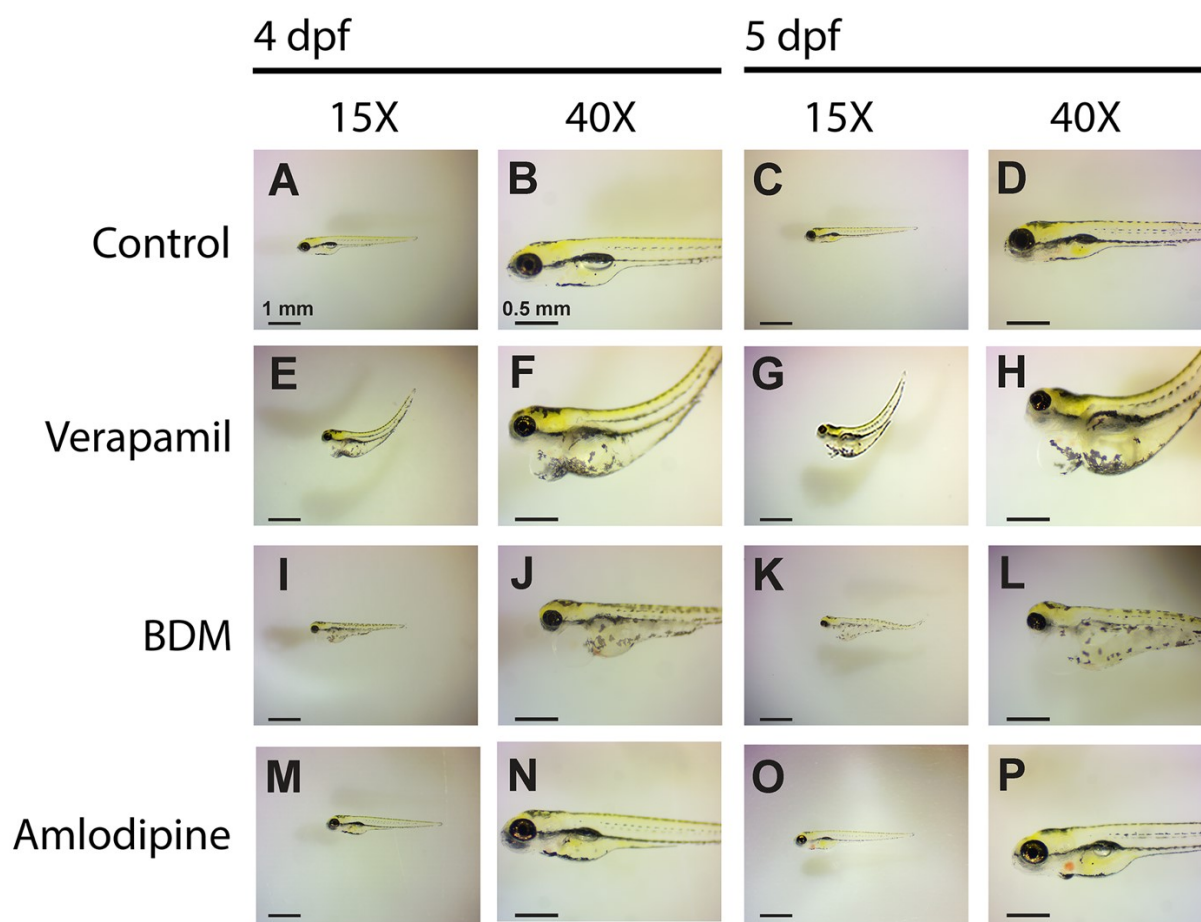 4 dpf 5 dpf
15X 40X 15X 40X
Control A B C D
1 mm 0.5 mm
Verapamil E F G H
BDM I J K L
Amlodipine M N O P